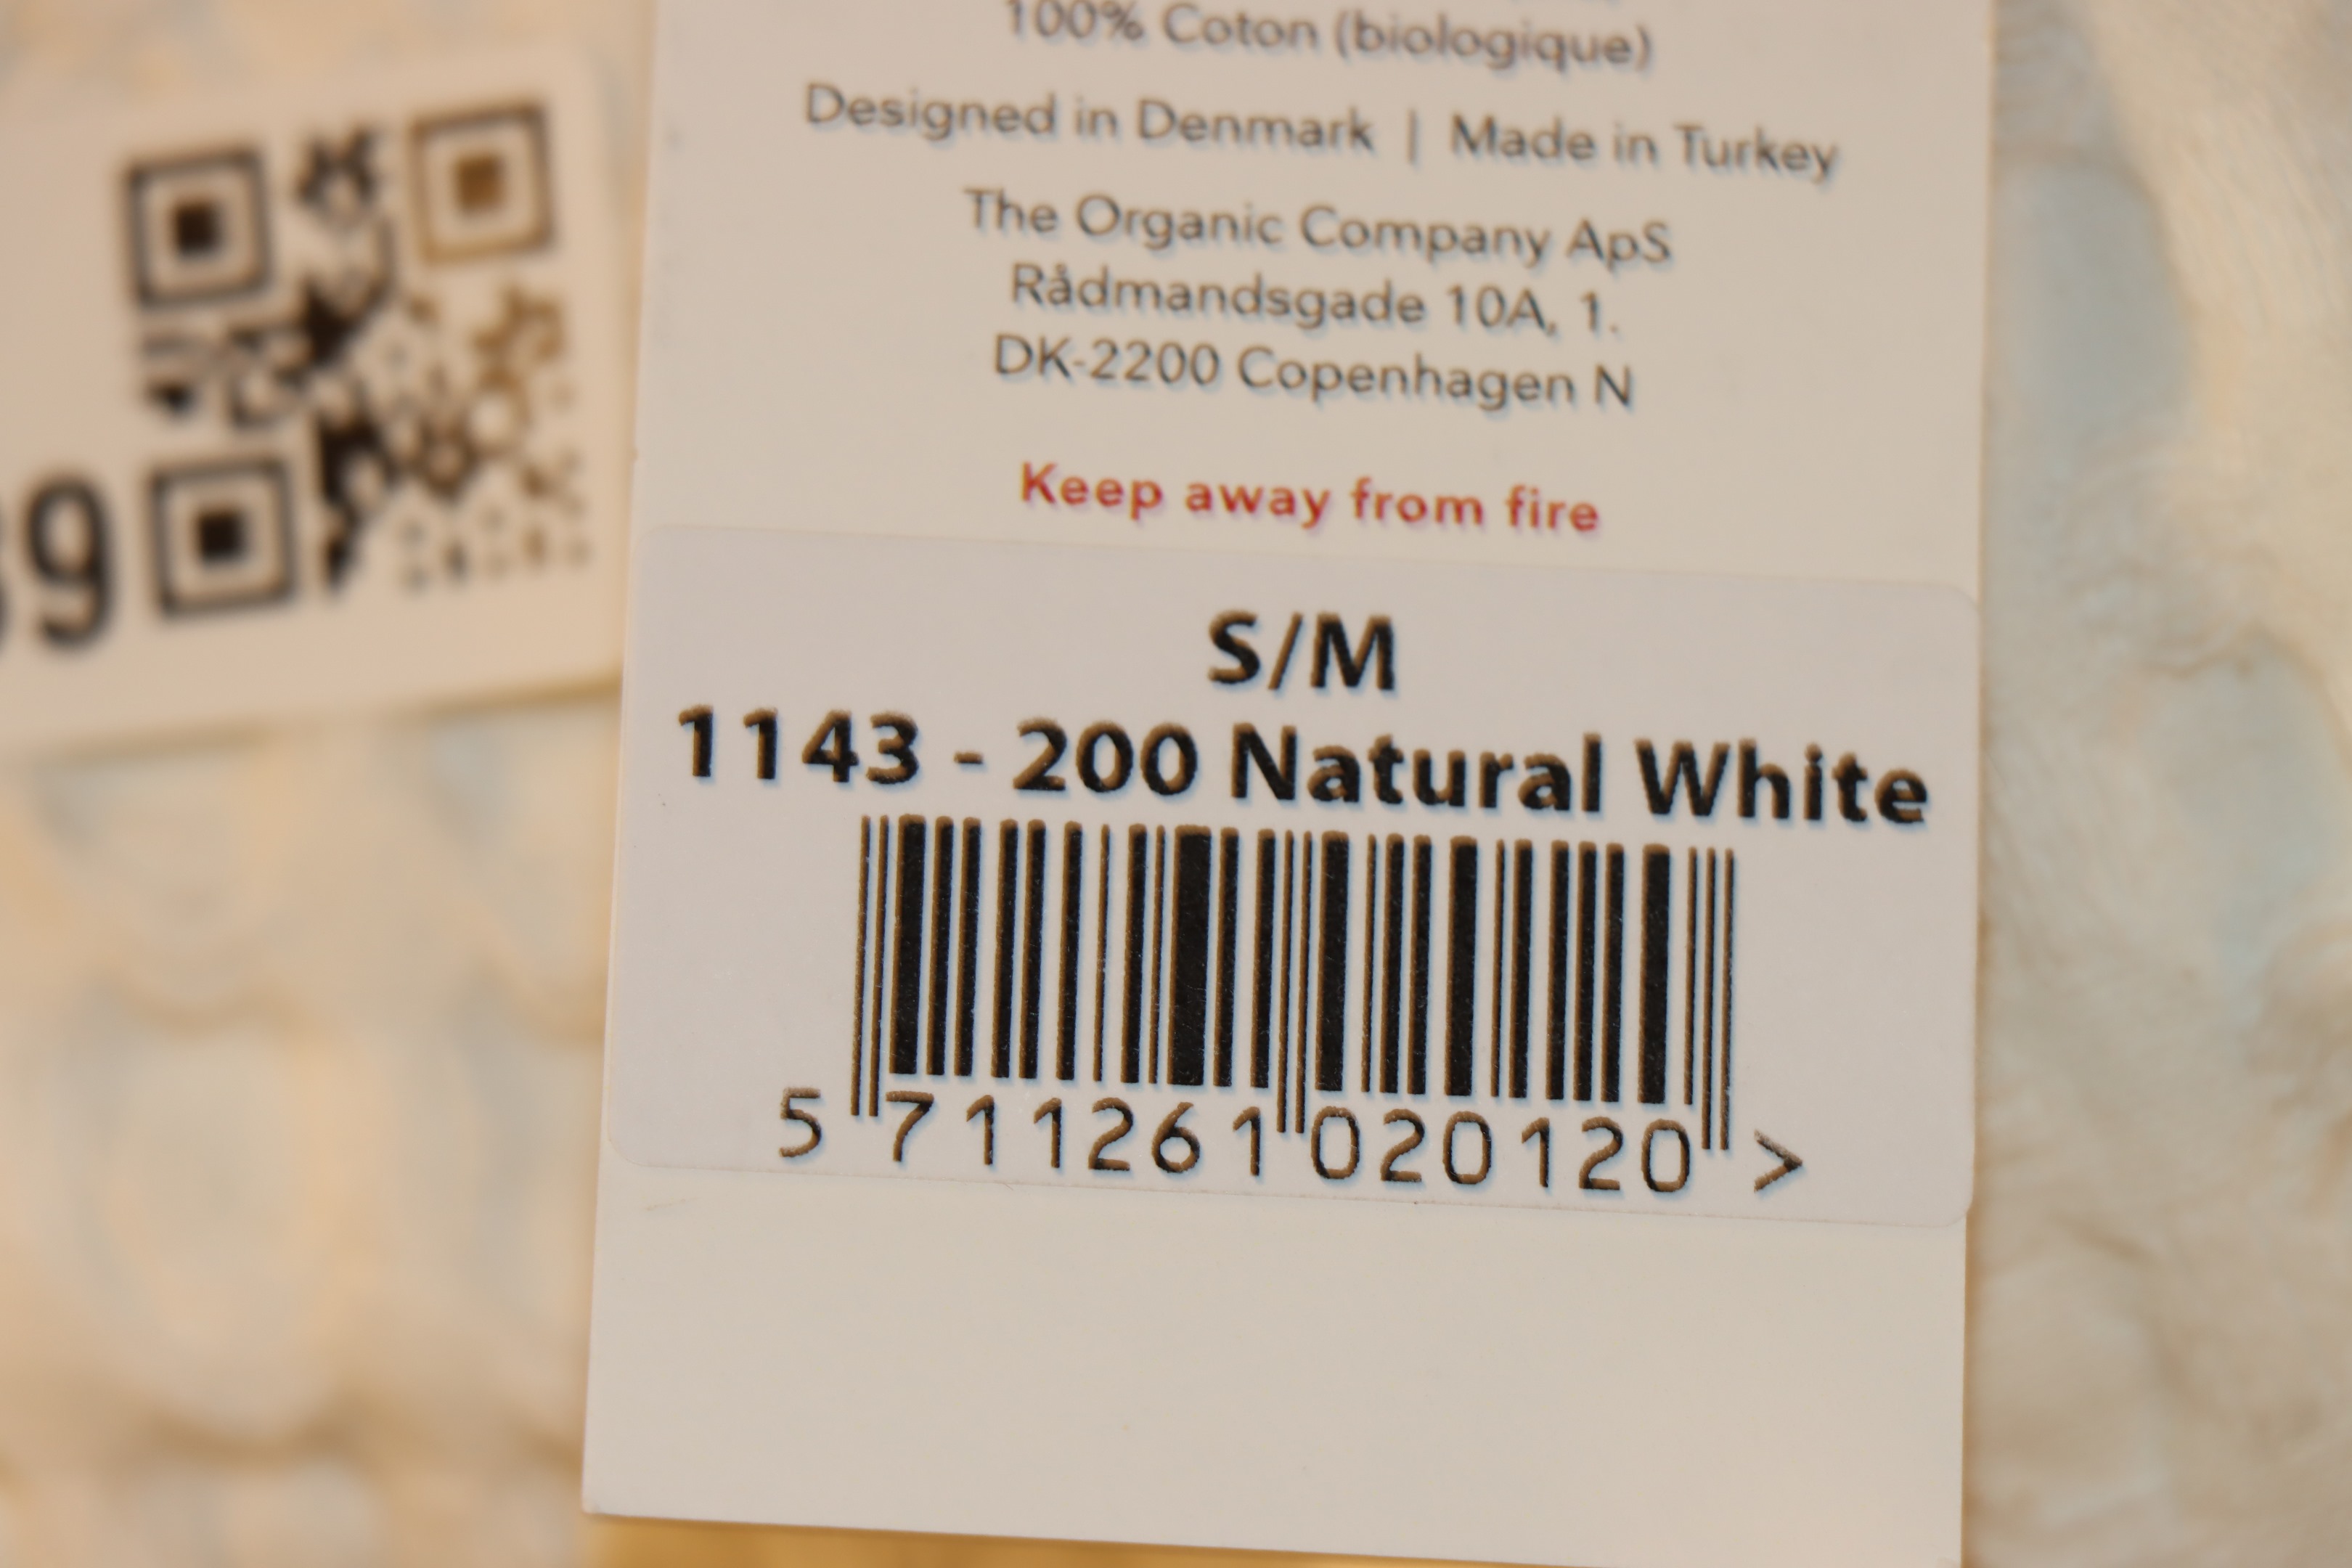 100% Coton (biologique)
Designed in Denmark | Made in Turkey
The Organic Company ApS
Rådmandsgade 10A, 1.
DK-2200 Copenhagen N
Keep away from fire
S/M
1143 - 200 Natural White
5 711261 020120 >
9